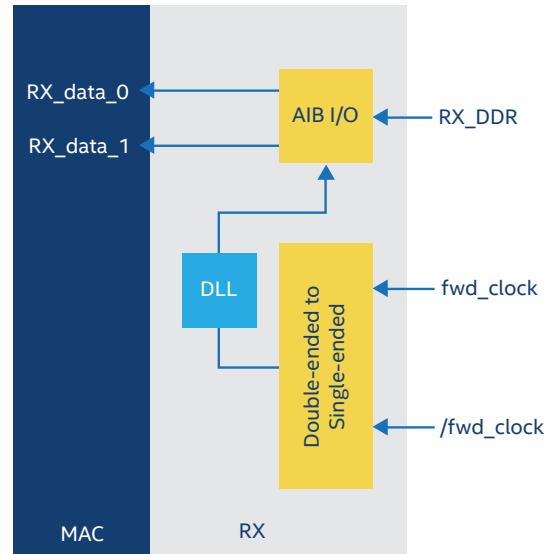 RX_data_0
AIB I/O
RX_DDR
RX_data_1
DLL
fwd_clock
Double-ended to
Single-ended
/fwd_clock
MAC
RX